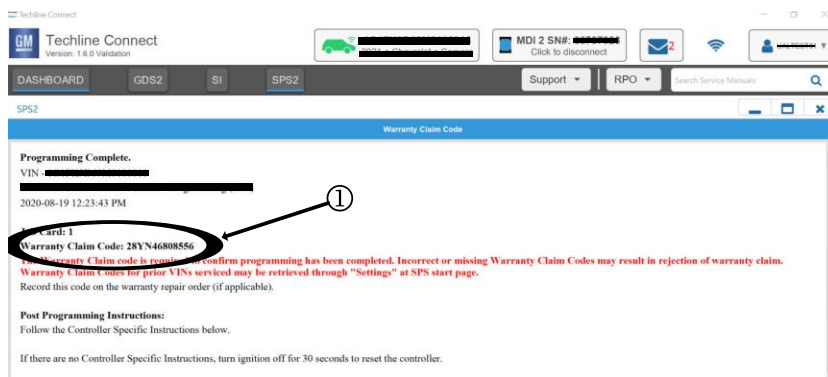 Techline Connect
GM
Techline Connect
Version: 1.6.0 Validation
2021 - Chevrolet - Camaro
MDI 2 SN#:
Click to disconnect
2
DASHBOARD GDS2 SI SPS2 Support RPO Search Service Manuals
SPS2
Warranty Claim Code
Programming Complete.
VIN -
2020-08-19 12:23:43 PM
①
Card: 1
Warranty Claim Code: 28YN46808556
The Warranty Claim code is required to confirm programming has been completed. Incorrect or missing Warranty Claim Codes may result in rejection of warranty claim.
Warranty Claim Codes for prior VINs serviced may be retrieved through "Settings" at SPS start page.
Record this code on the warranty repair order (if applicable).
Post Programming Instructions:
Follow the Controller Specific Instructions below.
If there are no Controller Specific Instructions, turn ignition off for 30 seconds to reset the controller.